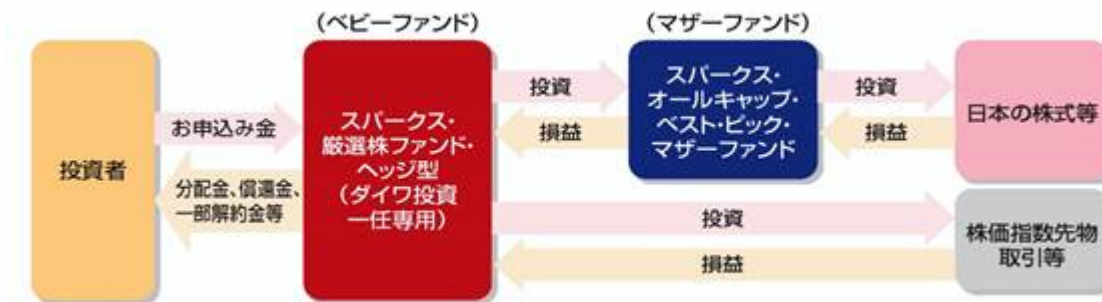 (ベビーファンド)
(マザーファンド)
投資者
お申込み金
分配金、償還金、
一部解約金等
スパークス・
厳選株ファンド・
ヘッジ型
(ダイワ投資
一任専用)
投資
損益
スパークス・
オールキャップ・
ベスト・ピック・
マザーファンド
投資
損益
日本の株式等
投資
損益
株価指数先物
取引等